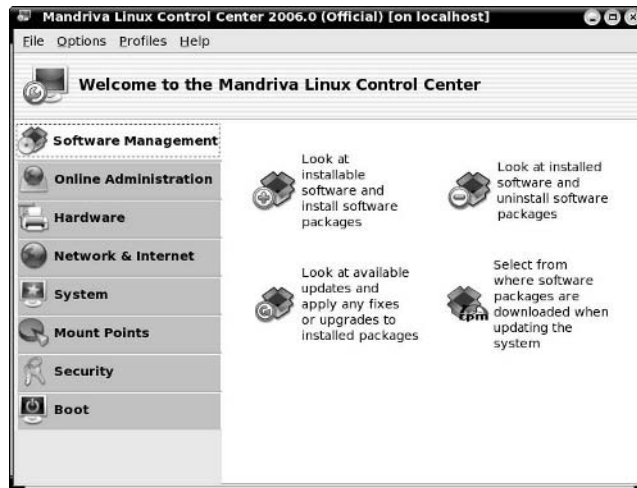 Mandriva Linux Control Center 2006.0 (Official) [on localhost]
File Options Profiles Help
Welcome to the Mandriva Linux Control Center
Software Management
Online Administration
Hardware
Network & Internet
System
Mount Points
Security
Boot
Look at
installable
software and
install software
packages
Look at installed
software and
uninstall software
packages
Look at available
updates and
apply any fixes
or upgrades to
installed packages
rpm
Select from
where software
packages are
downloaded when
updating the
system